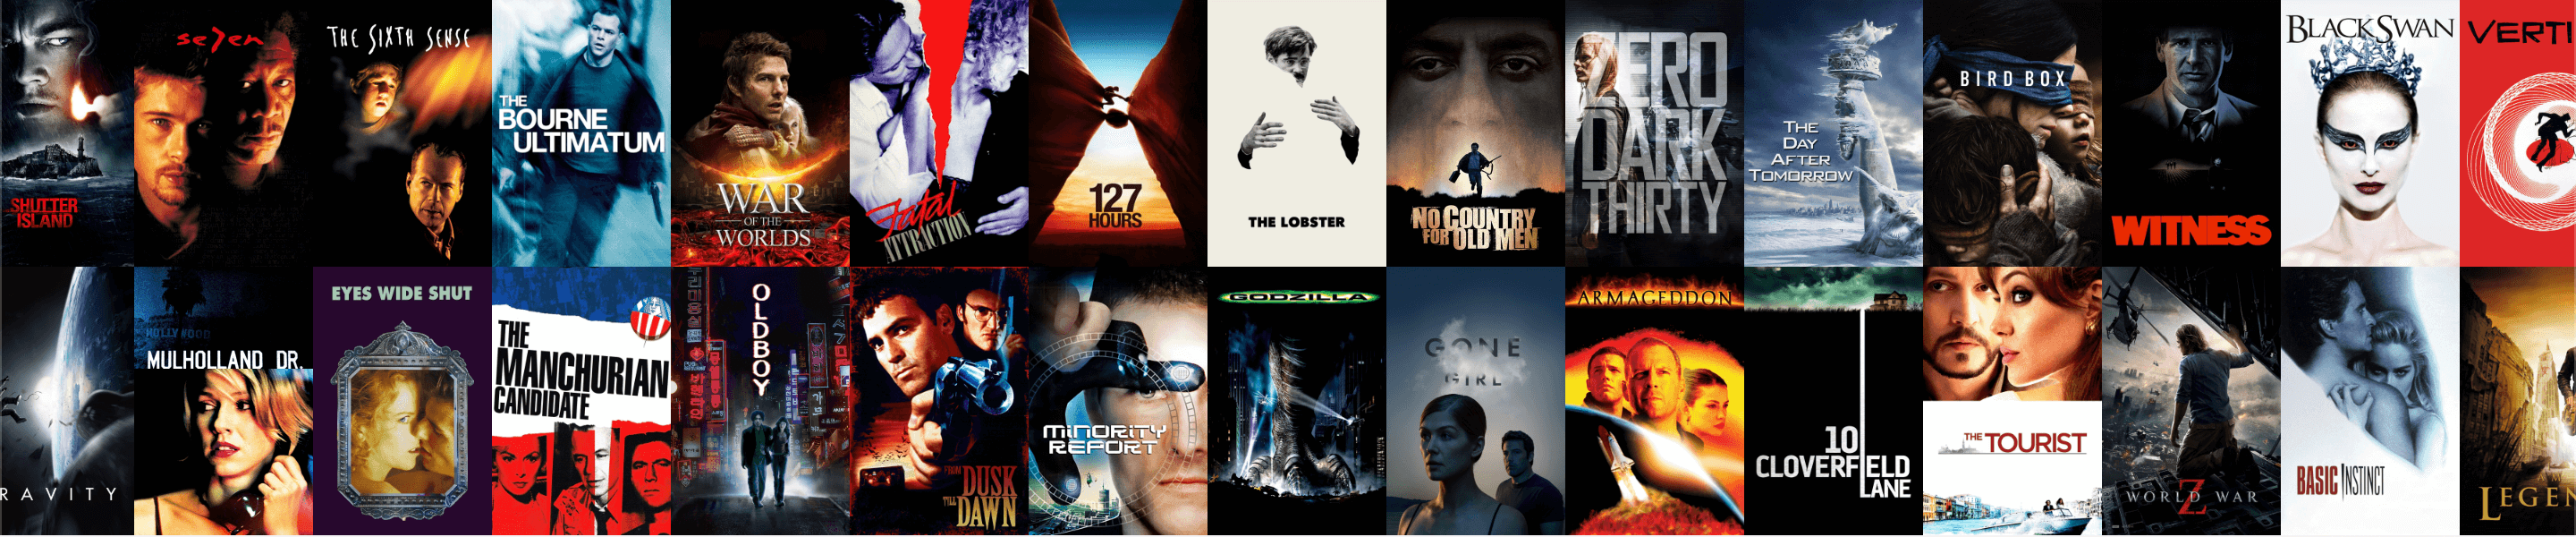 SHUTTER
ISLAND
se7en
THE SIXTH SENSE
THE
BOURNE
ULTIMATUM
WAR
OF THE
WORLDS
Fatal
ATTRACTION
127
HOURS
THE LOBSTER
NO COUNTRY
FOR OLD MEN
ZERO
DARK
THIRTY
THE
DAY
AFTER
TOMORROW
BIRD BOX
WITNESS
BLACK SWAN
VERTI
RAVITY
HOLLYWOOD
MULHOLLAND DR.
EYES WIDE SHUT
THE
MANCHURIAN
CANDIDATE
OLDBOY
FROM
DUSK
TILL
DAWN
MINORITY
REPORT
GODZILLA
GONE
GIRL
ARMAGEDDON
10
CLOVERFIELD
LANE
THE TOURIST
WORLD WAR
Z
BASIC INSTINCT
AM
LEGEN